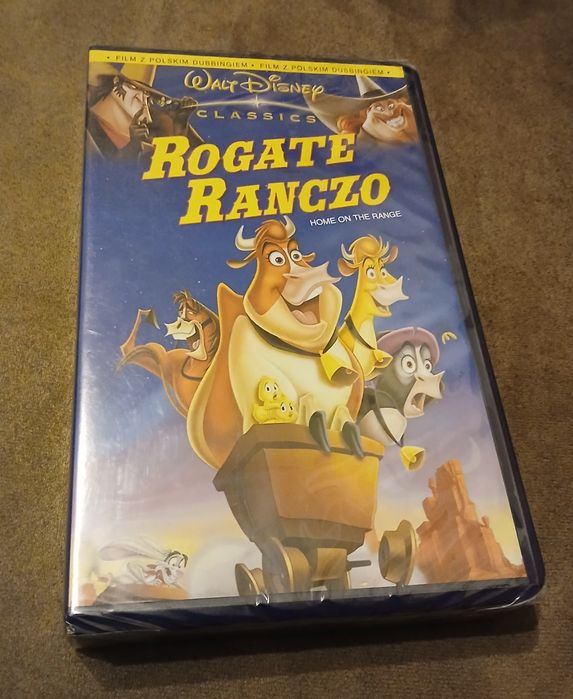 • FILM Z POLSKIM DUBBINGIEM • FILM Z POLSKIM DUBBINGIEM •
WALT DISNEY
CLASSICS
ROGATE
RANCZO
HOME ON THE RANGE